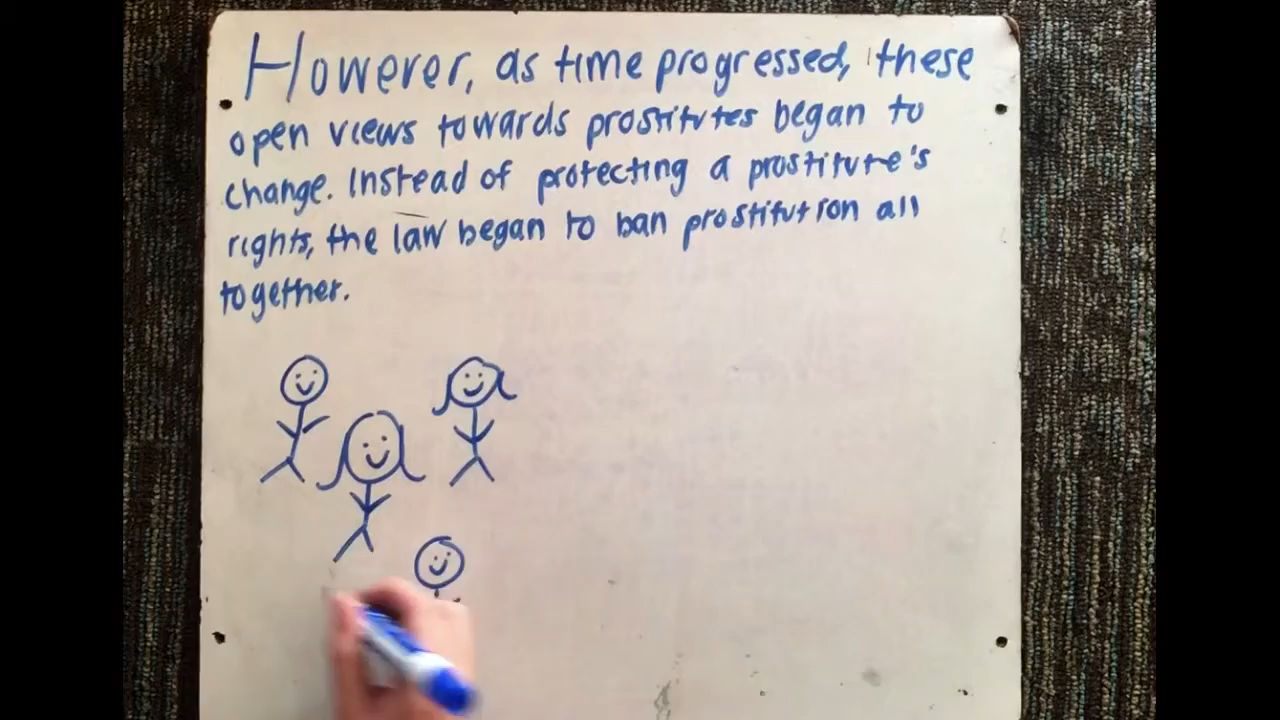 However, as time progressed, these
open views towards prostitutes began to
change. Instead of protecting a prostitute's
rights, the law began to ban prostitution all
together.